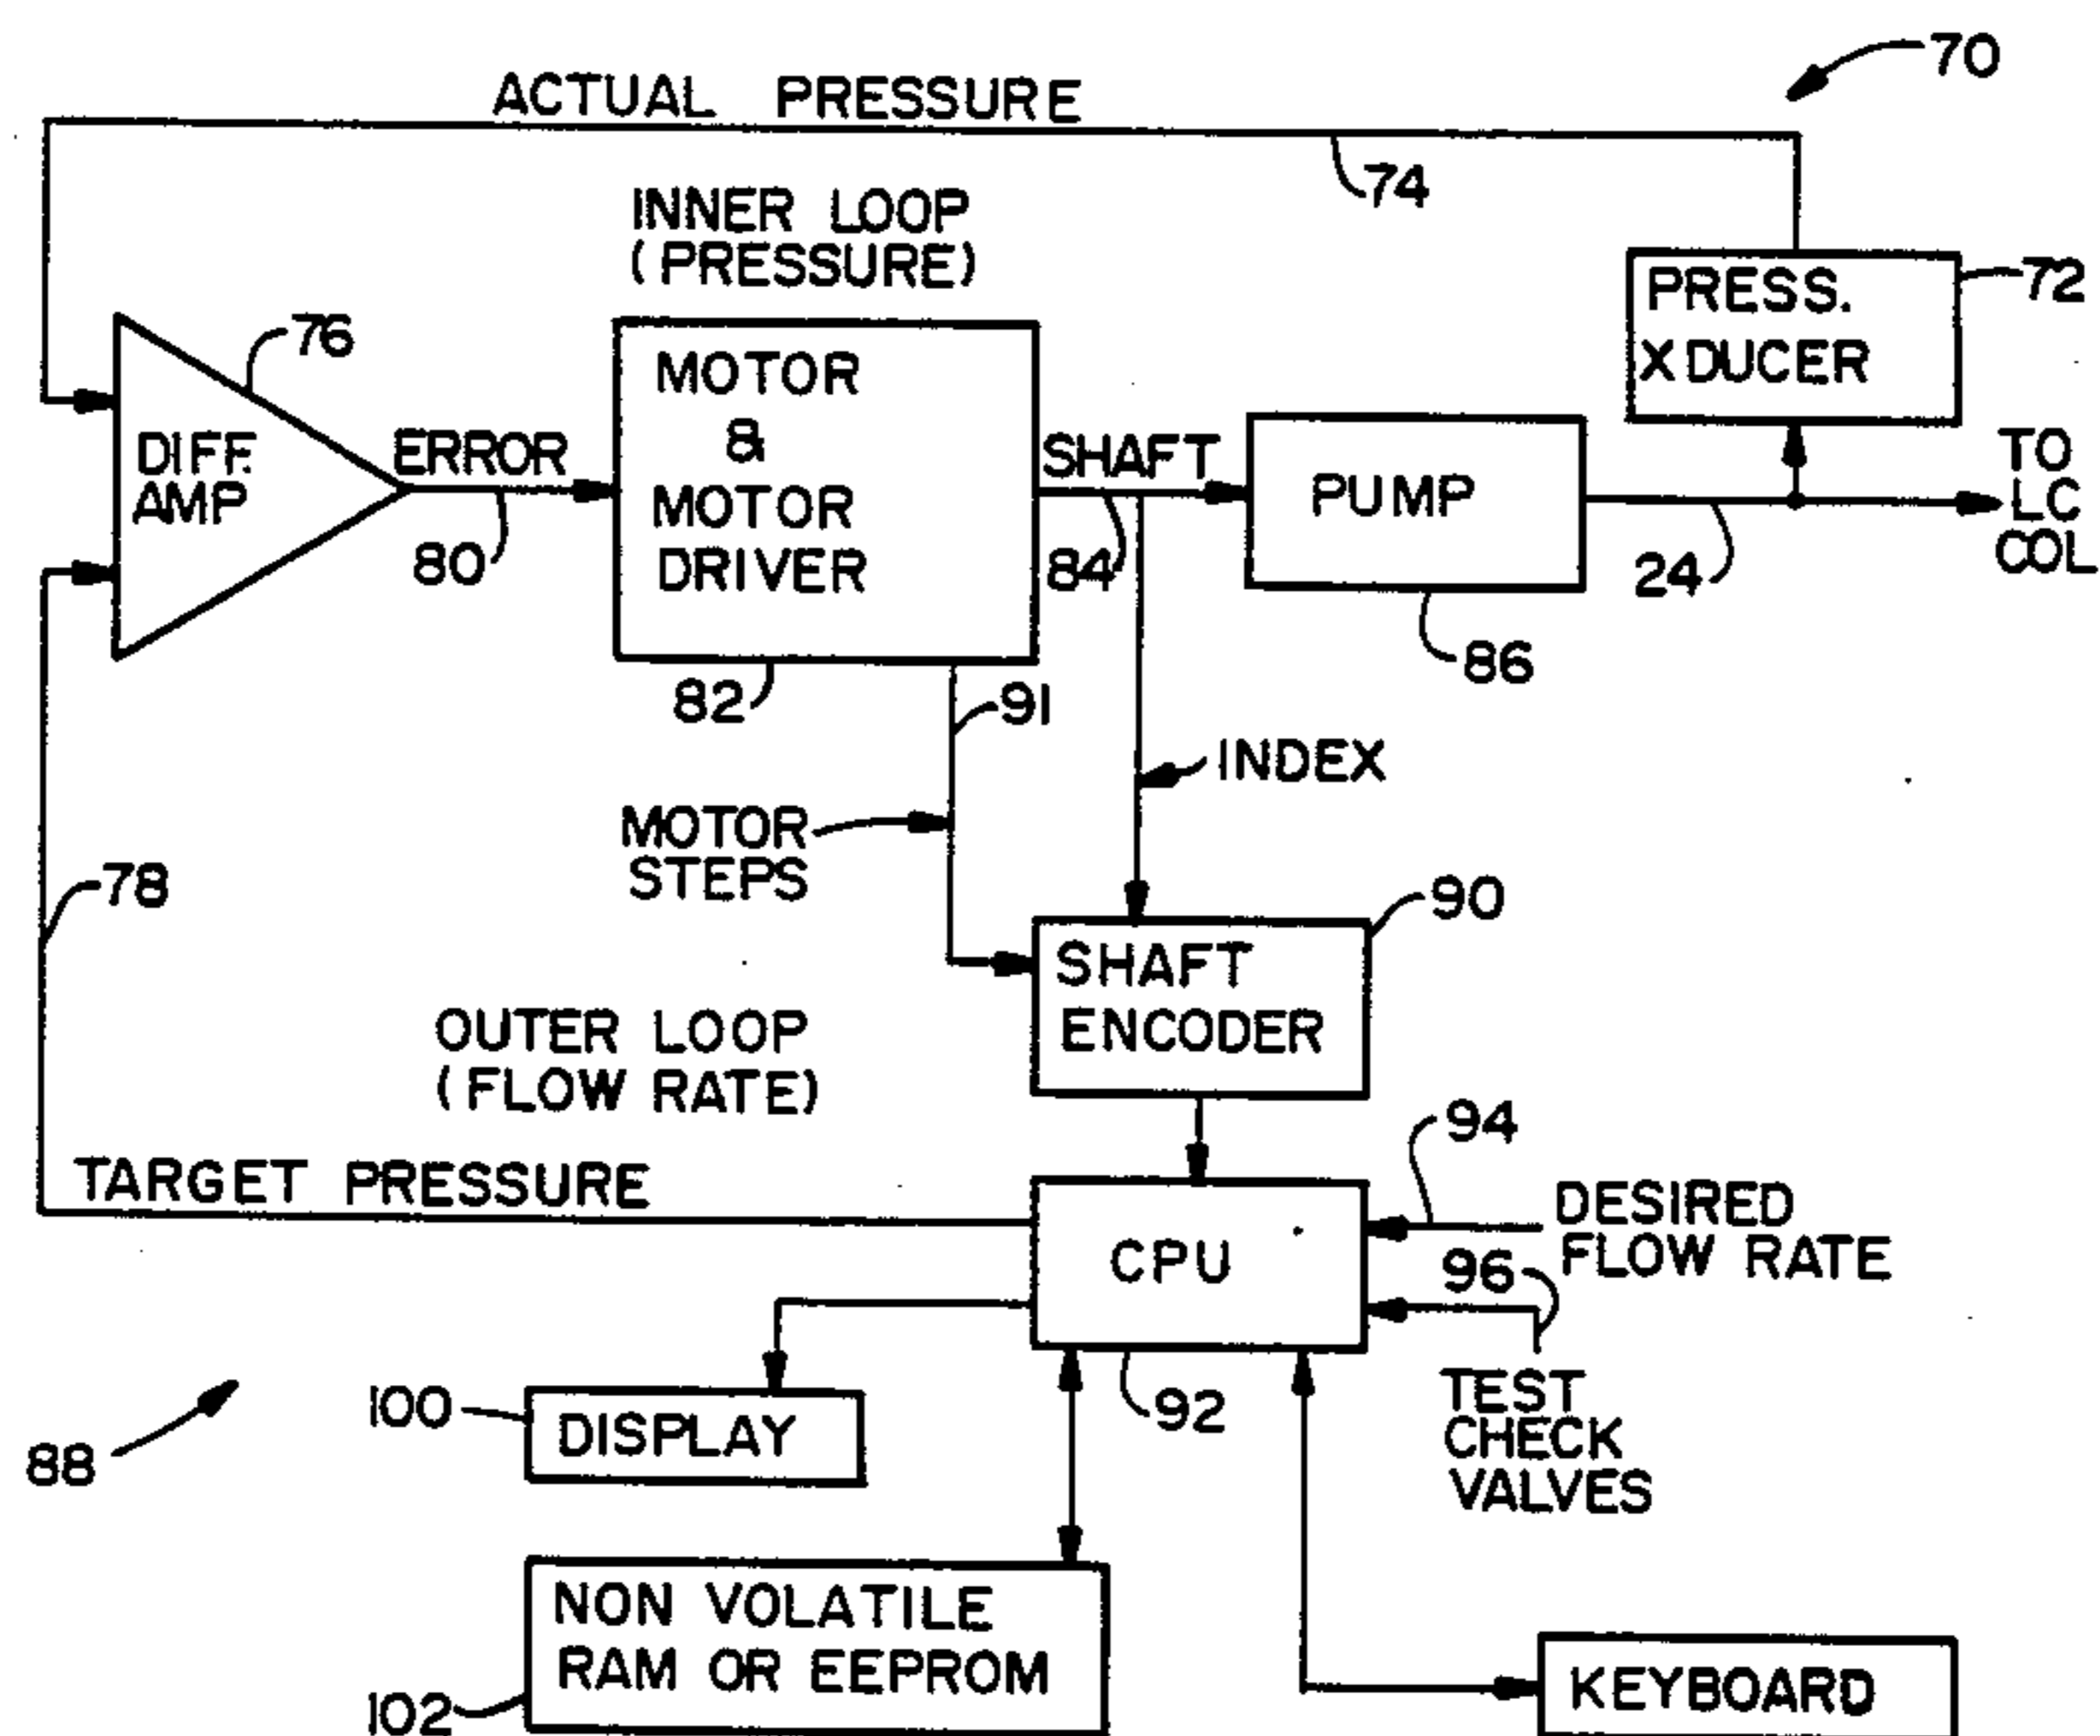 70
ACTUAL PRESSURE
74
INNER LOOP
(PRESSURE)
PRESS.
XDUCER
72
76
DIFF.
AMP
ERROR
80
MOTOR
&
MOTOR
DRIVER
82
SHAFT
84
PUMP
86
24
TO
LC
COL
91
INDEX
MOTOR
STEPS
78
90
SHAFT
ENCODER
OUTER LOOP
(FLOW RATE)
94
TARGET PRESSURE
DESIRED
FLOW RATE
CPU
96
92
TEST
CHECK
VALVES
88
100
DISPLAY
NON VOLATILE
RAM OR EEPROM
102
KEYBOARD